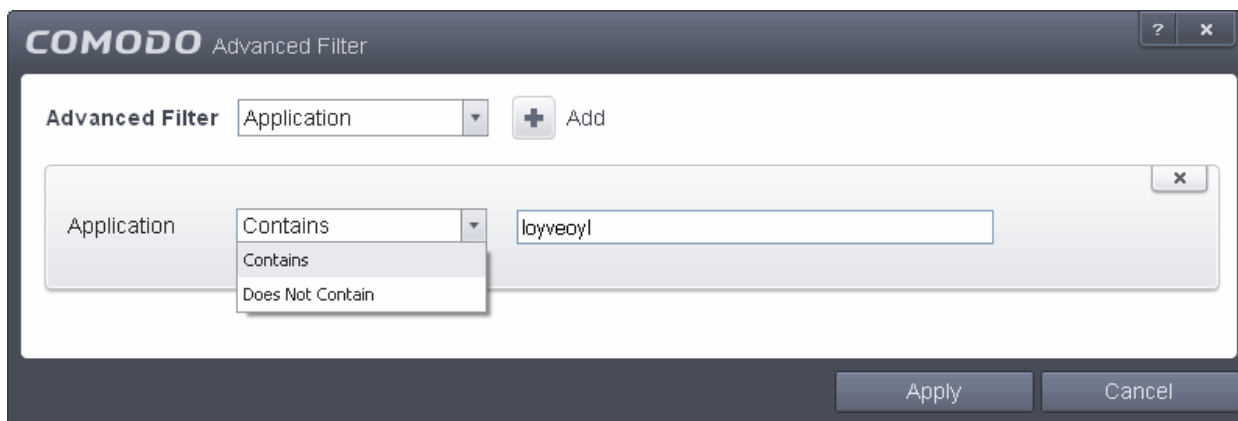 COMODO Advanced Filter ? ×
Advanced Filter Application + Add
×
Application Contains loyveoyl
Contains
Does Not Contain
Apply Cancel